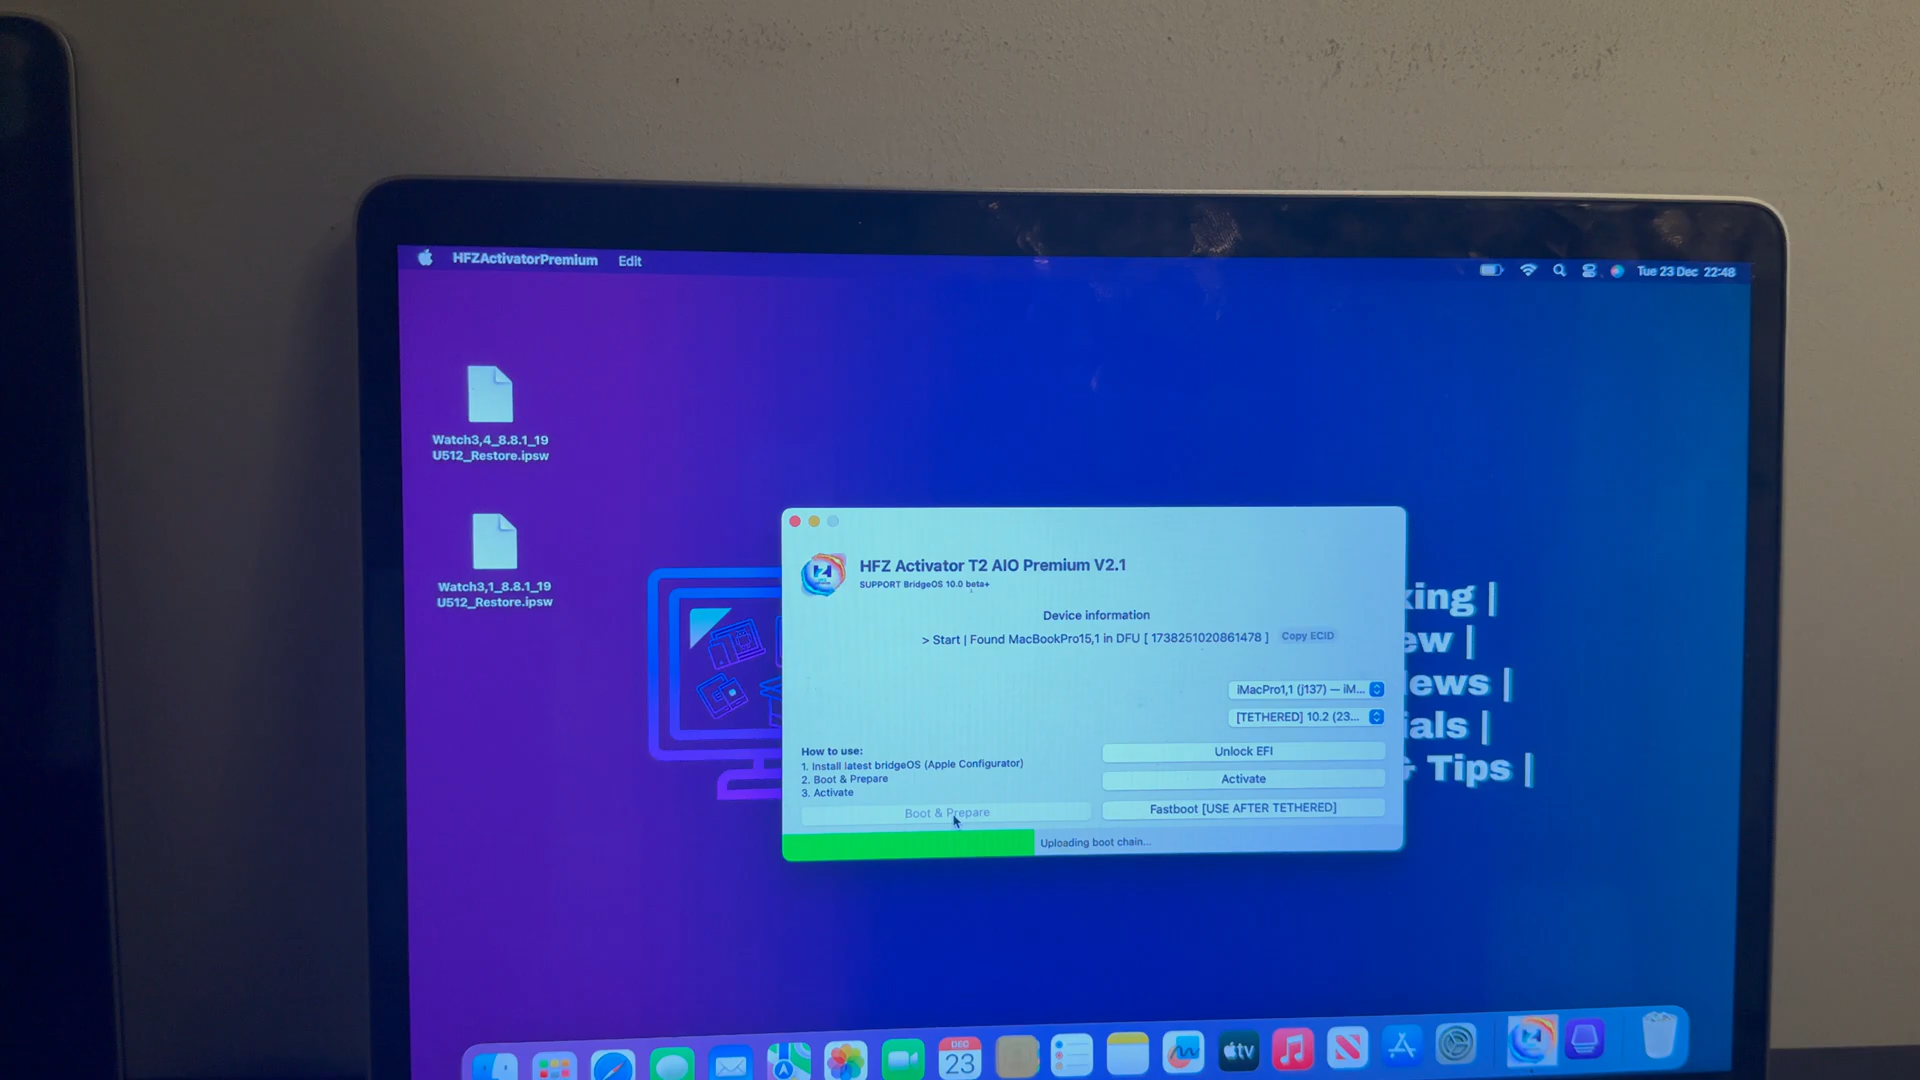 HFZActivatorPremium Edit
Tue 23 Dec 22:48
Watch3,4_8.8.1_19
U512_Restore.ipsw
Watch3,1_8.8.1_19
U512_Restore.ipsw
HFZ Activator T2 AIO Premium V2.1
SUPPORT BridgeOS 10.0 beta+
Device information
> Start | Found MacBookPro15,1 in DFU [ 1738251020861478 ] Copy ECID
iMacPro1,1 (j137) — iM...
[TETHERED] 10.2 (23...
How to use:
1. Install latest bridgeOS (Apple Configurator)
2. Boot & Prepare
3. Activate
Unlock EFI
Activate
Boot & Prepare
Fastboot [USE AFTER TETHERED]
Uploading boot chain...
king |
ew |
iews |
ials |
& Tips |
DEC
23
tv